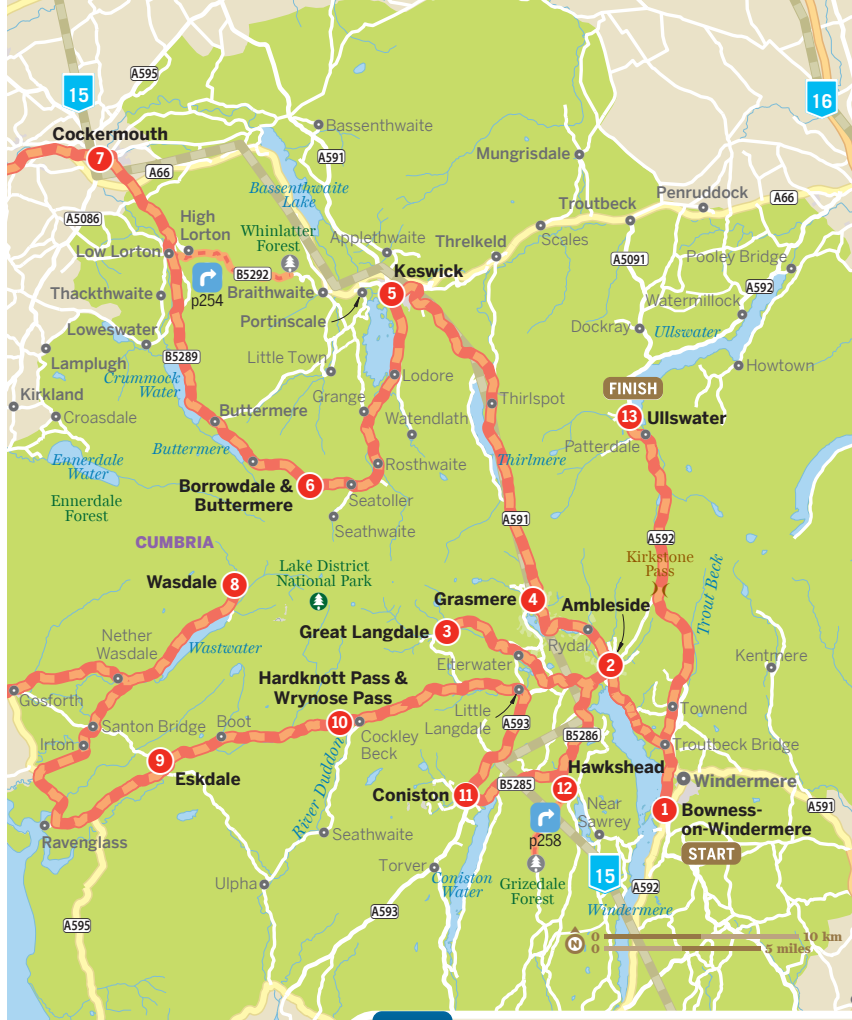 A595
15
16
Cockermouth
7
Bassenthwaite
A591
Mungrisdale
A66
Bassenthwaite
Lake
Penruddock
A66
Troutbeck
A5086
High
Lorton
Whinlatter
Forest
Applethwaite
Threlkeld
Scales
Low Lorton
A5091
Pooley Bridge
B5292
Keswick
A592
Thackthwaite
p254
Braithwaite
5
Watermillock
Portinscale
Dockray
Ullswater
Loweswater
B5289
Lamplugh
Little Town
Howtown
Crummock
Water
Lodore
Kirkland
Grange
FINISH
Thirlspot
Croasdale
Buttermere
Watendlath
13
Ullswater
Patterdale
Buttermere
Ennerdale
Water
Rosthwaite
Thirlmere
Borrowdale &
Buttermere
6
Seatoller
Ennerdale
Forest
Seathwaite
A591
A592
CUMBRIA
Kirkstone
Pass
Lake District
National Park
Trout Beck
Wasdale
8
Grasmere
4
Ambleside
Great Langdale
3
Nether
Wasdale
Wastwater
Rydal
2
Elterwater
Kentmere
Hardknott Pass &
Wrynose Pass
Gosforth
Little
Langdale
Townend
Santon Bridge
Boot
10
Cockley
Beck
A593
B5286
Irton
Troutbeck Bridge
9
Eskdale
River Duddon
Hawkshead
Windermere
Coniston
11
B5285
12
1
Bowness-
on-Windermere
A591
Near
Sawrey
START
Ravenglass
Seathwaite
p258
Torver
15
Ulpha
Coniston
Water
Grizedale
Forest
A592
A593
Windermere
A595
N
0
10 km
0
5 miles